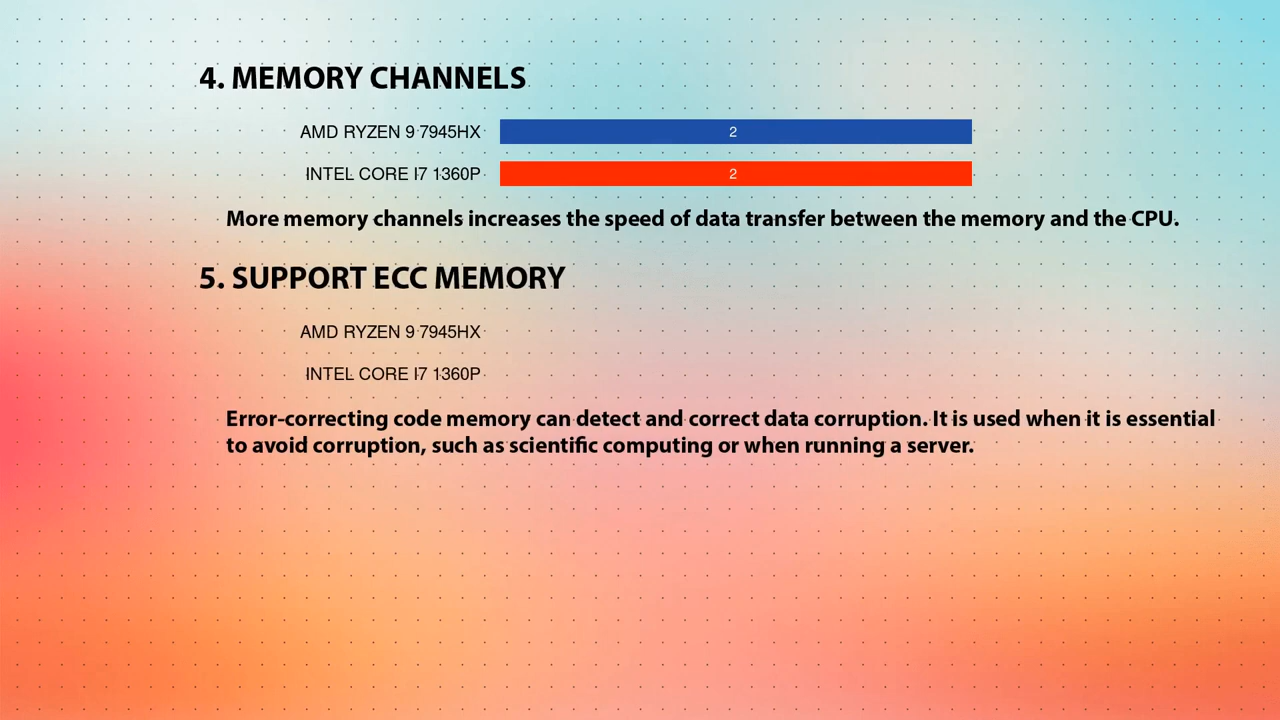 4. MEMORY CHANNELS
AMD RYZEN 9 7945HX
2
INTEL CORE I7 1360P
2
More memory channels increases the speed of data transfer between the memory and the CPU.
5. SUPPORT ECC MEMORY
AMD RYZEN 9 7945HX
INTEL CORE I7 1360P
Error-correcting code memory can detect and correct data corruption. It is used when it is essential
to avoid corruption, such as scientific computing or when running a server.